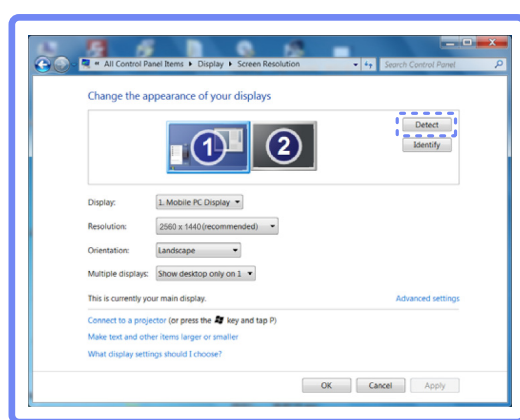 « All Control Panel Items ▸ Display ▸ Screen Resolution
Search Control Panel
Change the appearance of your displays
1
2
Detect
Identify
Display: 1. Mobile PC Display
Resolution: 2560 x 1440(recommended)
Orientation: Landscape
Multiple displays: Show desktop only on 1
This is currently your main display. Advanced settings
Connect to a projector (or press the key and tap P)
Make text and other items larger or smaller
What display settings should I choose?
OK Cancel Apply